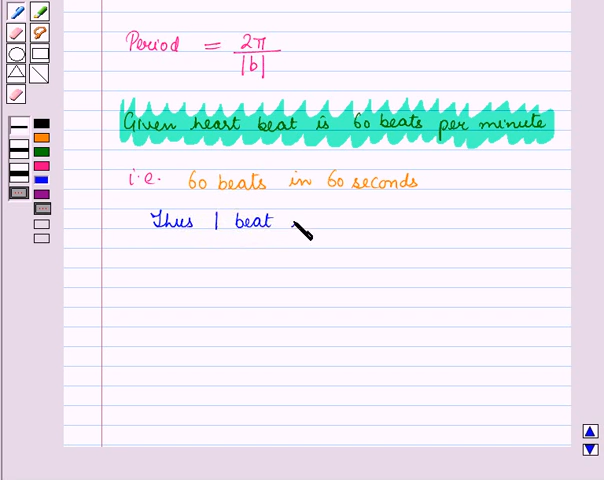 Period = 2π / |b|
Given heart beat is 60 beats per minute
i.e. 60 beats in 60 seconds
Thus 1 beat